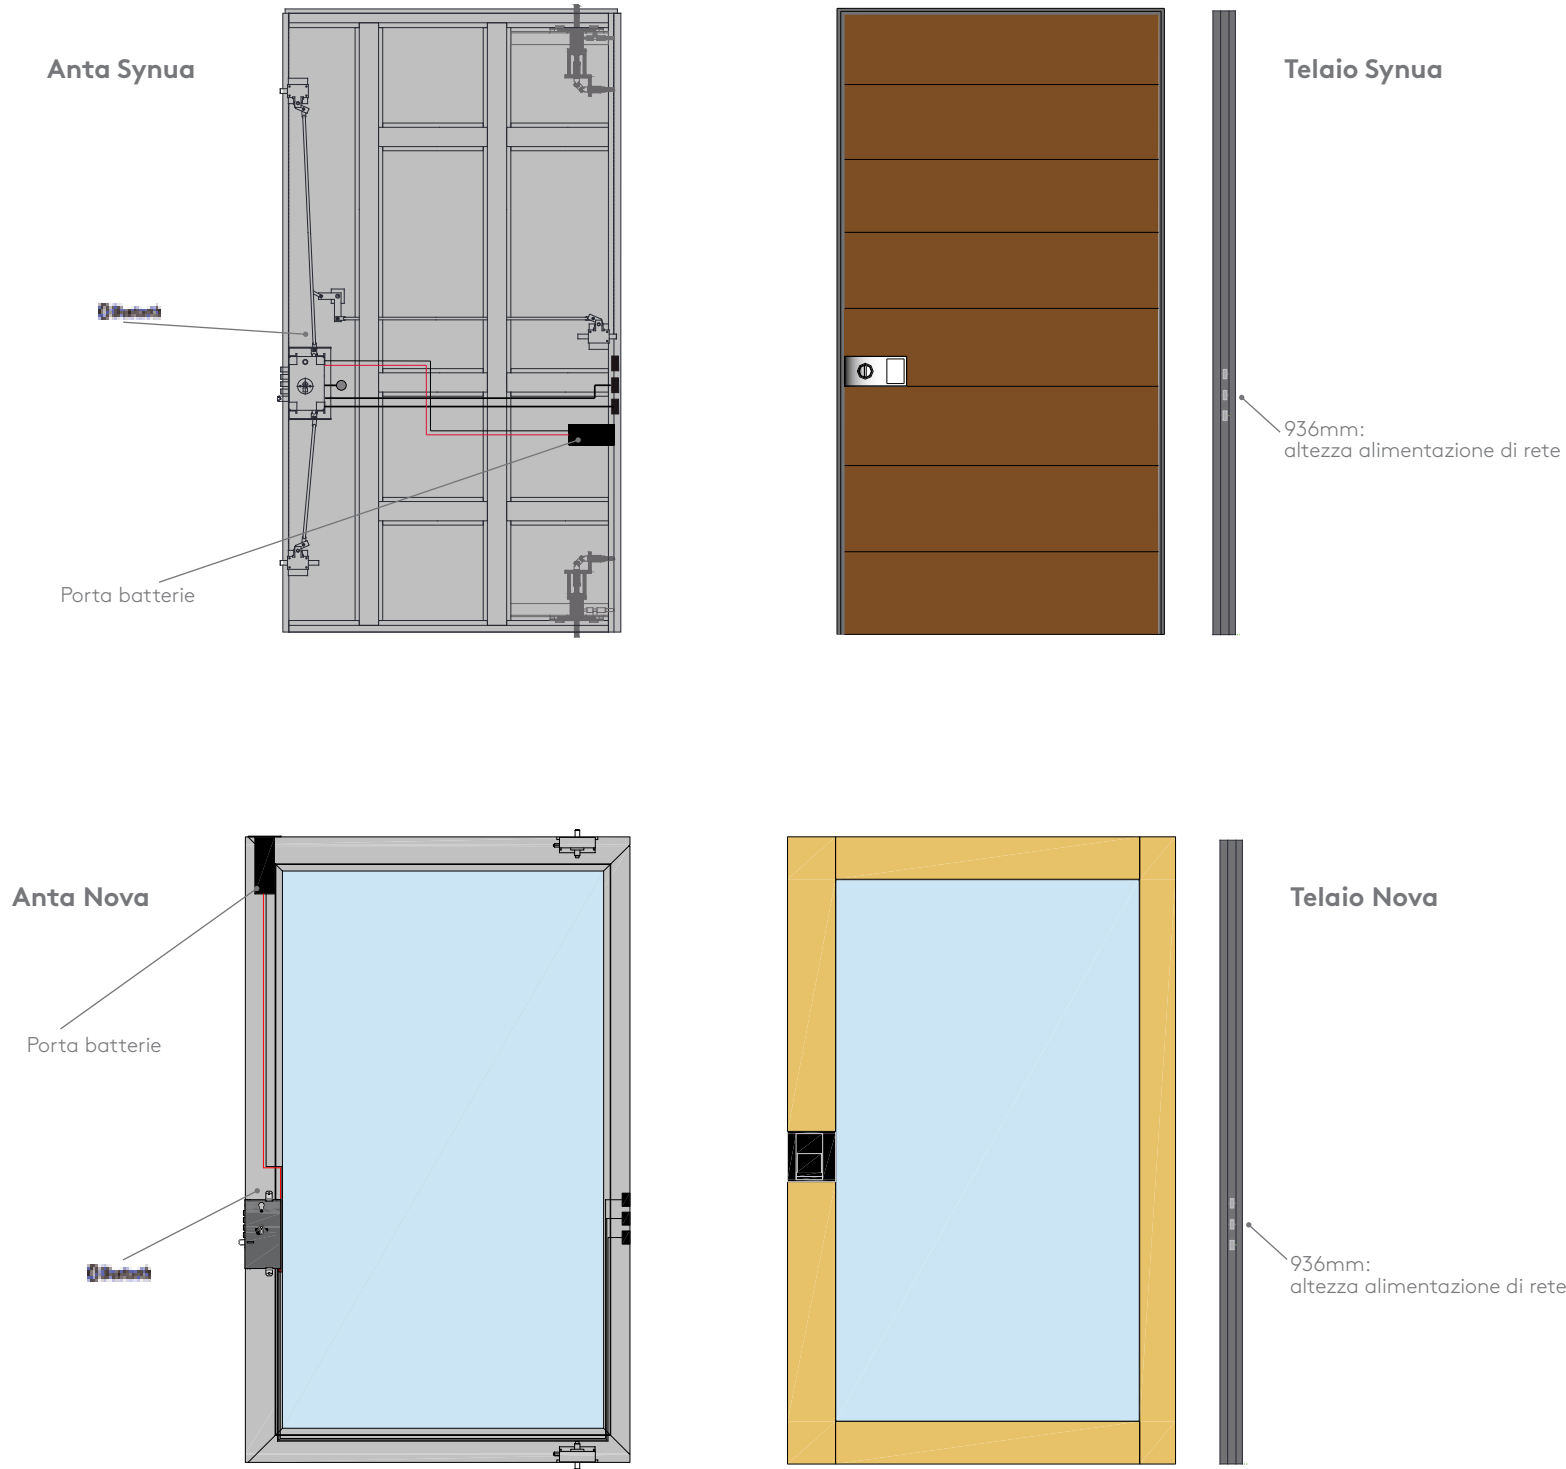 Anta Synua
Telaio Synua
936mm:
altezza alimentazione di rete
Porta batterie
Anta Nova
Telaio Nova
Porta batterie
936mm:
altezza alimentazione di rete